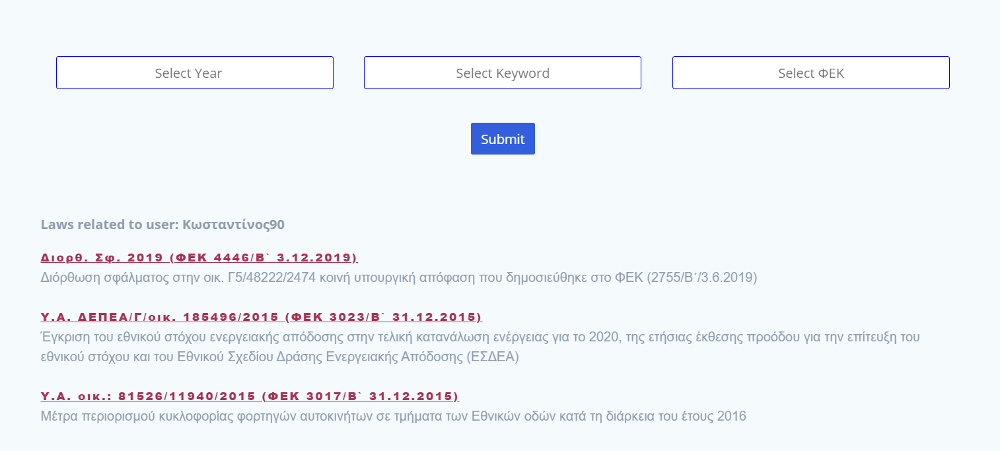 Select Year
Select Keyword
Select ΦΕΚ
Submit
Laws related to user: Κωσταντίνος90
Διορθ. Σφ. 2019 (ΦΕΚ 4446/Β` 3.12.2019)
Διόρθωση σφάλματος στην οικ. Γ5/48222/2474 κοινή υπουργική απόφαση που δημοσιεύθηκε στο ΦΕΚ (2755/Β΄/3.6.2019)
Υ.Α. ΔΕΠΕΑ/Γ/οικ. 185496/2015 (ΦΕΚ 3023/Β` 31.12.2015)
Έγκριση του εθνικού στόχου ενεργειακής απόδοσης στην τελική κατανάλωση ενέργειας για το 2020, της ετήσιας έκθεσης προόδου για την επίτευξη του
εθνικού στόχου και του Εθνικού Σχεδίου Δράσης Ενεργειακής Απόδοσης (ΕΣΔΕΑ)
Υ.Α. οικ.: 81526/11940/2015 (ΦΕΚ 3017/Β` 31.12.2015)
Μέτρα περιορισμού κυκλοφορίας φορτηγών αυτοκινήτων σε τμήματα των Εθνικών οδών κατά τη διάρκεια του έτους 2016